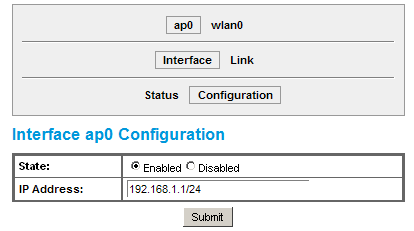 ap0 wlan0
Interface Link
Status Configuration
Interface ap0 Configuration
State: Enabled Disabled
IP Address: 192.168.1.1/24
Submit